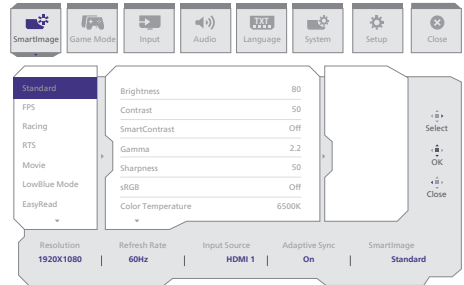 SmartImage Game Mode Input Audio TXT Language System Setup Close
Standard
FPS
Racing
RTS
Movie
LowBlue Mode
EasyRead
Brightness 80
Contrast 50
SmartContrast Off
Gamma 2.2
Sharpness 50
sRGB Off
Color Temperature 6500K
Select
OK
Close
Resolution Refresh Rate Input Source Adaptive Sync SmartImage
1920X1080 | 60Hz | HDMI 1 | On | Standard